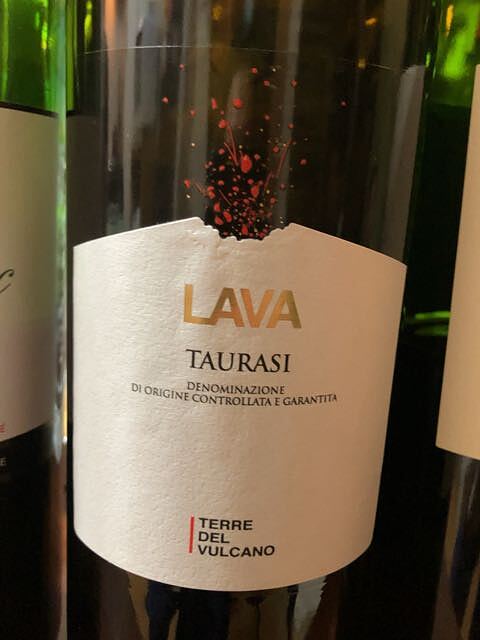 LAVA
TAURASI
DENOMINAZIONE
DI ORIGINE CONTROLLATA E GARANTITA
TERRE
DEL
VULCANO